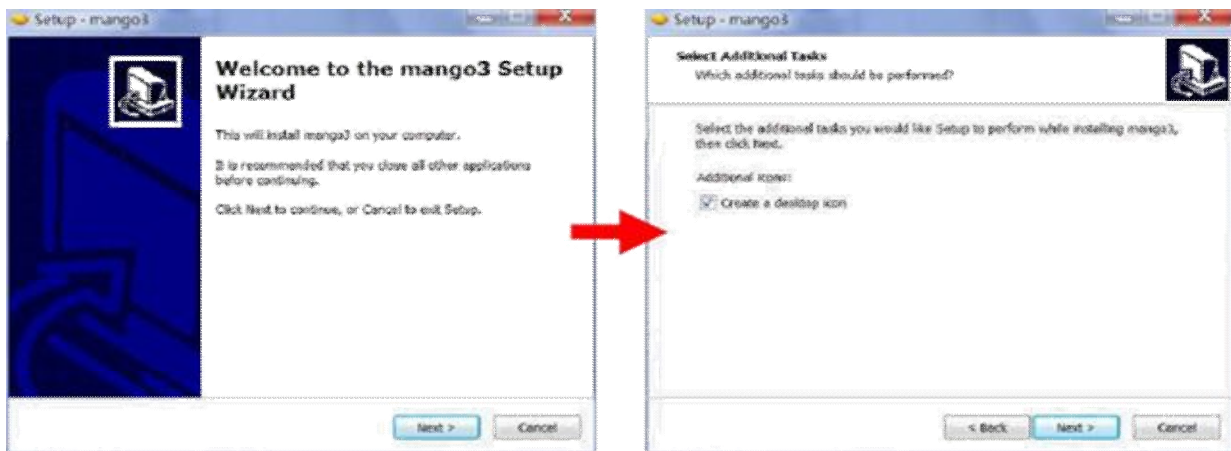 Setup - mango3
Welcome to the mango3 Setup
Wizard
This will install mango3 on your computer.
It is recommended that you close all other applications
before continuing.
Click Next to continue, or Cancel to exit Setup.
Next >
Cancel
Setup - mango3
Select Additional Tasks
Which additional tasks should be performed?
Select the additional tasks you would like Setup to perform while installing mango3,
then click Next.
Additional icons:
Create a desktop icon
< Back
Next >
Cancel